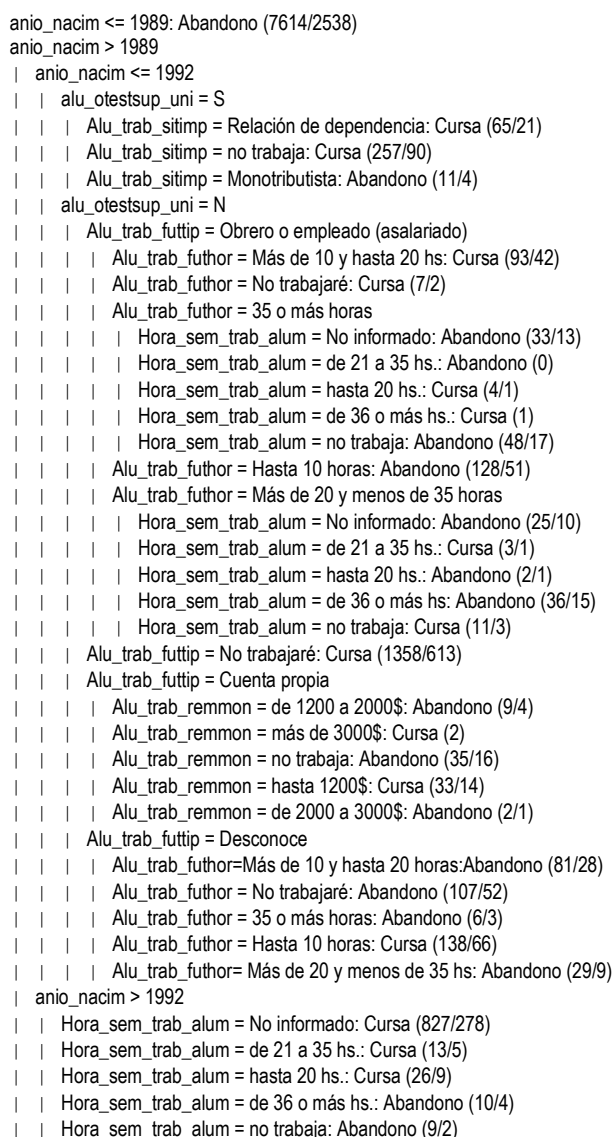 anio_nacim <= 1989: Abandono (7614/2538)
anio_nacim > 1989
| anio_nacim <= 1992
| | alu_otestsup_uni = S
| | | Alu_trab_sitimp = Relación de dependencia: Cursa (65/21)
| | | Alu_trab_sitimp = no trabaja: Cursa (257/90)
| | | Alu_trab_sitimp = Monotributista: Abandono (11/4)
| | alu_otestsup_uni = N
| | | Alu_trab_futtip = Obrero o empleado (asalariado)
| | | | Alu_trab_futhor = Más de 10 y hasta 20 hs: Cursa (93/42)
| | | | Alu_trab_futhor = No trabajaré: Cursa (7/2)
| | | | Alu_trab_futhor = 35 o más horas
| | | | | Hora_sem_trab_alum = No informado: Abandono (33/13)
| | | | | Hora_sem_trab_alum = de 21 a 35 hs.: Abandono (0)
| | | | | Hora_sem_trab_alum = hasta 20 hs.: Cursa (4/1)
| | | | | Hora_sem_trab_alum = de 36 o más hs.: Cursa (1)
| | | | | Hora_sem_trab_alum = no trabaja: Abandono (48/17)
| | | | Alu_trab_futhor = Hasta 10 horas: Abandono (128/51)
| | | | Alu_trab_futhor = Más de 20 y menos de 35 horas
| | | | | Hora_sem_trab_alum = No informado: Abandono (25/10)
| | | | | Hora_sem_trab_alum = de 21 a 35 hs.: Cursa (3/1)
| | | | | Hora_sem_trab_alum = hasta 20 hs.: Abandono (2/1)
| | | | | Hora_sem_trab_alum = de 36 o más hs: Abandono (36/15)
| | | | | Hora_sem_trab_alum = no trabaja: Cursa (11/3)
| | | Alu_trab_futtip = No trabajaré: Cursa (1358/613)
| | | Alu_trab_futtip = Cuenta propia
| | | | Alu_trab_remmon = de 1200 a 2000$: Abandono (9/4)
| | | | Alu_trab_remmon = más de 3000$: Cursa (2)
| | | | Alu_trab_remmon = no trabaja: Abandono (35/16)
| | | | Alu_trab_remmon = hasta 1200$: Cursa (33/14)
| | | | Alu_trab_remmon = de 2000 a 3000$: Abandono (2/1)
| | | Alu_trab_futtip = Desconoce
| | | | Alu_trab_futhor=Más de 10 y hasta 20 horas:Abandono (81/28)
| | | | Alu_trab_futhor = No trabajaré: Abandono (107/52)
| | | | Alu_trab_futhor = 35 o más horas: Abandono (6/3)
| | | | Alu_trab_futhor = Hasta 10 horas: Cursa (138/66)
| | | | Alu_trab_futhor= Más de 20 y menos de 35 hs: Abandono (29/9)
| anio_nacim > 1992
| | Hora_sem_trab_alum = No informado: Cursa (827/278)
| | Hora_sem_trab_alum = de 21 a 35 hs.: Cursa (13/5)
| | Hora_sem_trab_alum = hasta 20 hs.: Cursa (26/9)
| | Hora_sem_trab_alum = de 36 o más hs.: Abandono (10/4)
| | Hora_sem_trab_alum = no trabaja: Abandono (9/2)